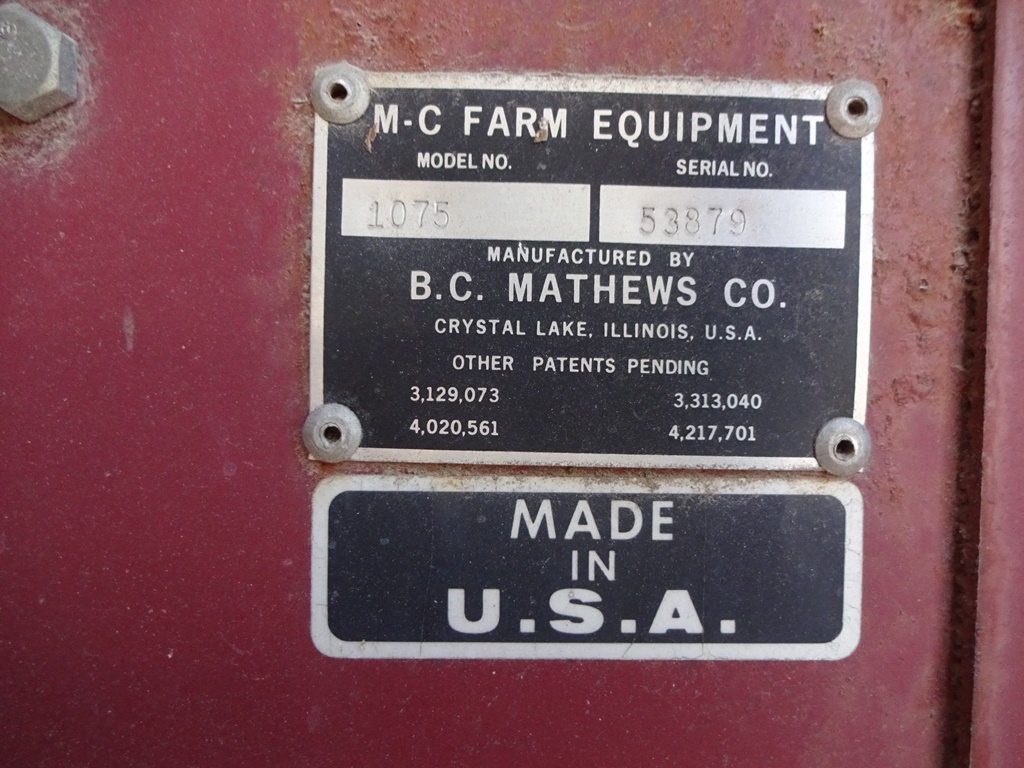 M-C FARM EQUIPMENT
MODEL NO. SERIAL NO.
1075 53879
MANUFACTURED BY
B.C. MATHEWS CO.
CRYSTAL LAKE, ILLINOIS, U.S.A.
OTHER PATENTS PENDING
3,129,073 3,313,040
4,020,561 4,217,701
MADE
IN
U.S.A.